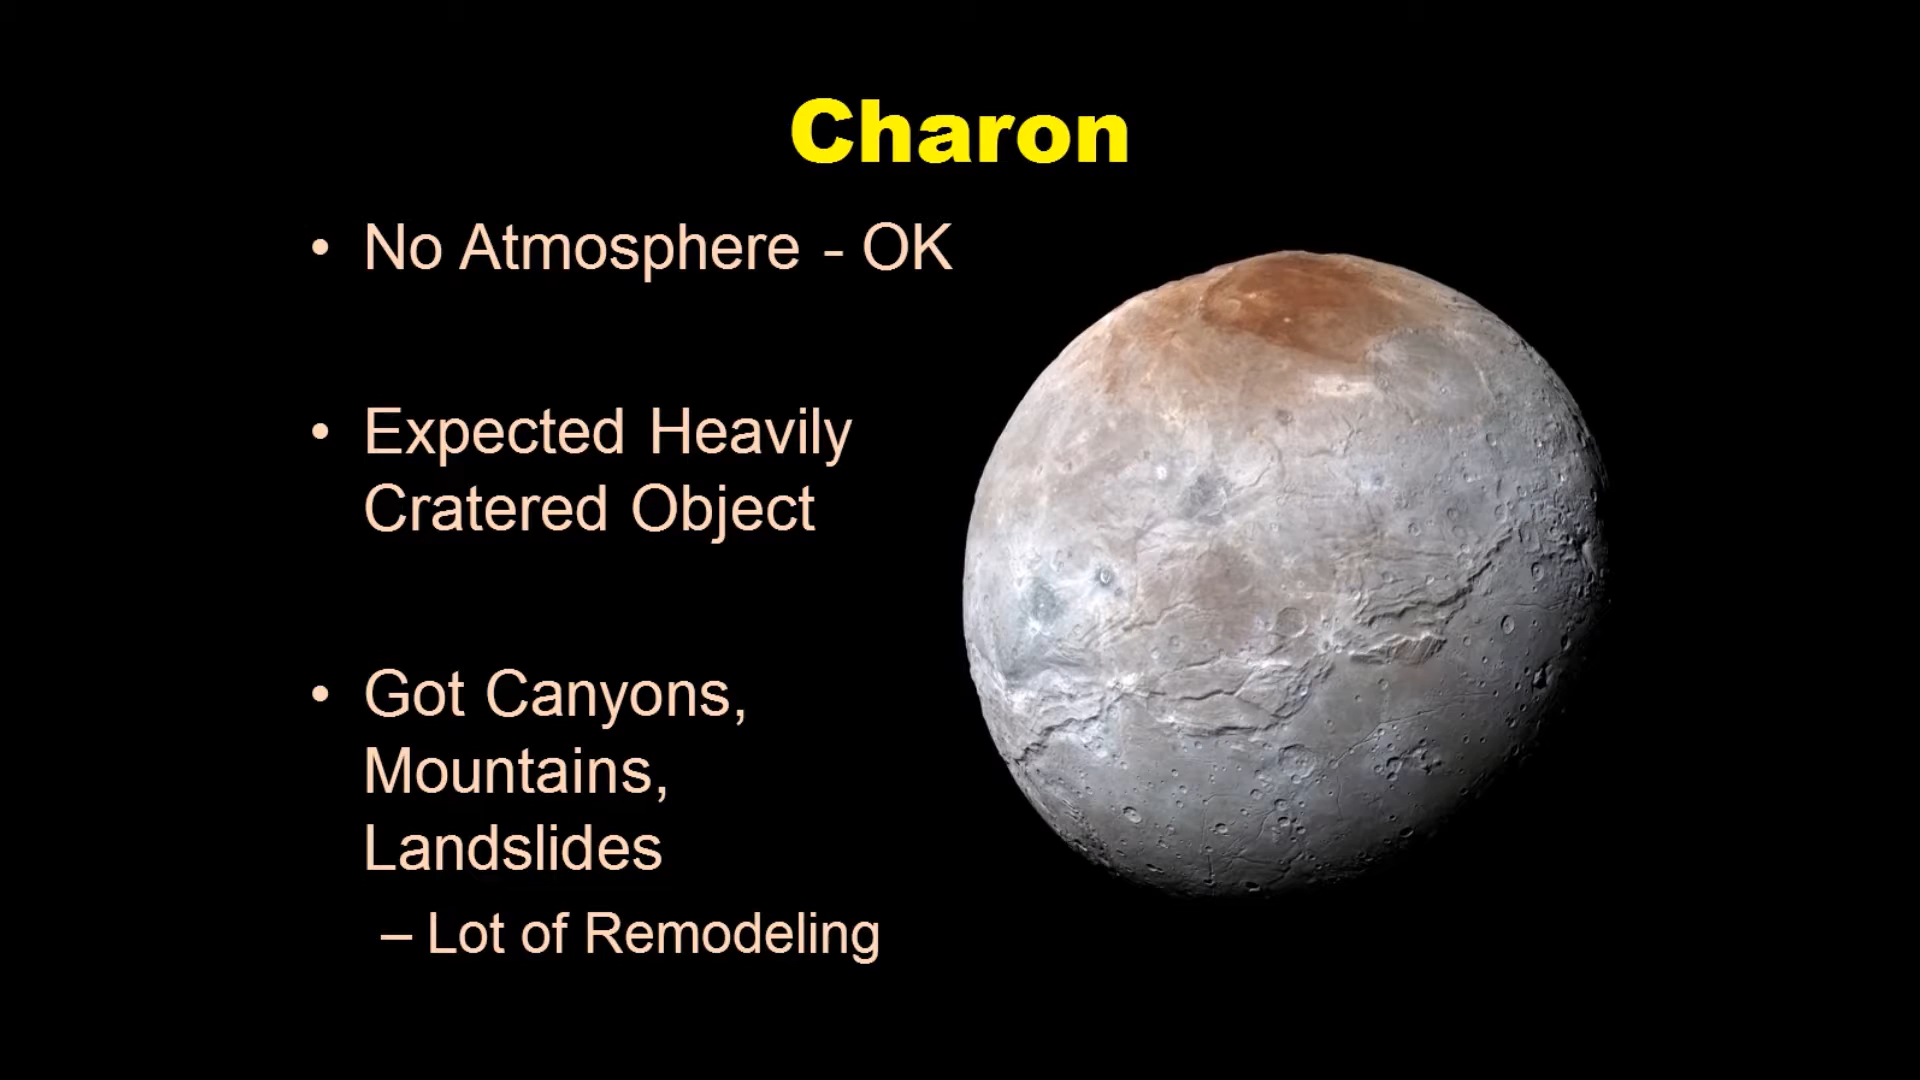 Charon
• No Atmosphere - OK
• Expected Heavily
Cratered Object
• Got Canyons,
Mountains,
Landslides
– Lot of Remodeling